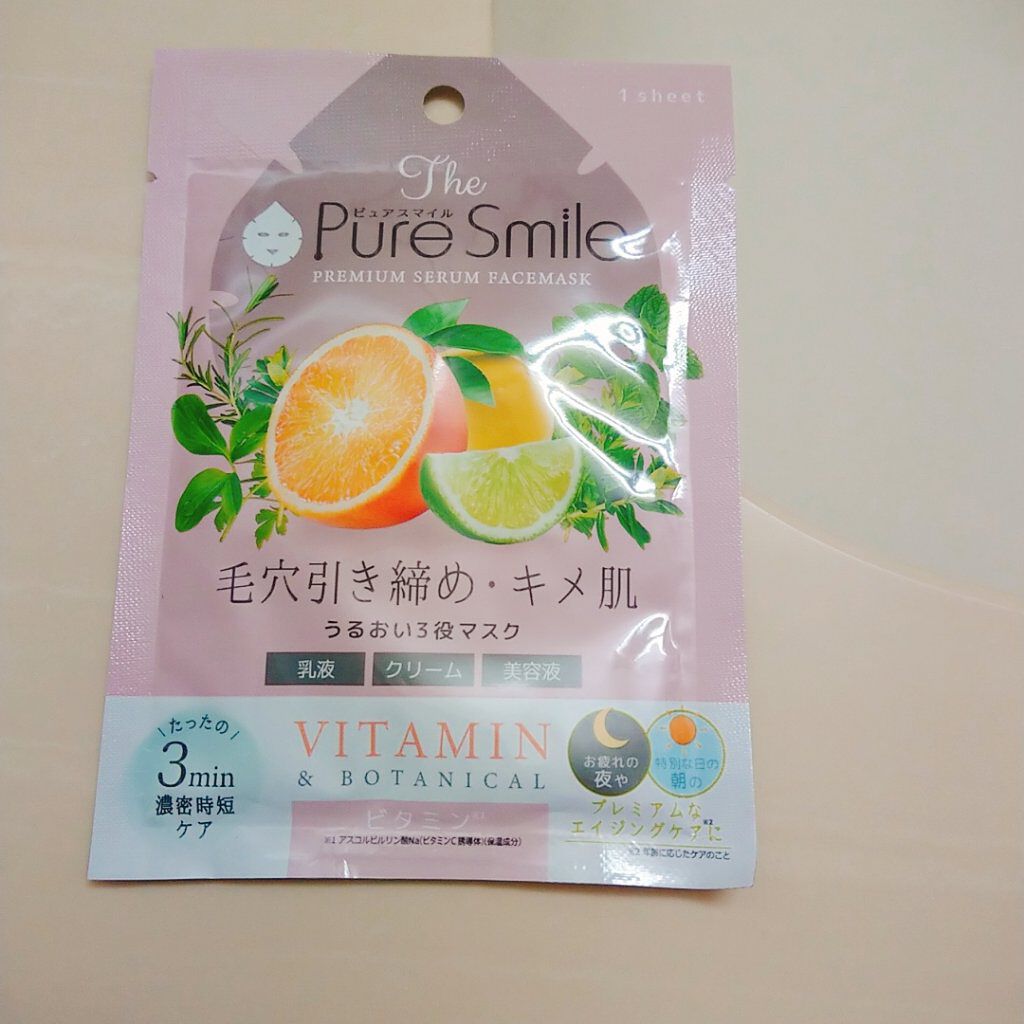 1 sheet
The
ピュアスマイル
Pure Smile
PREMIUM SERUM FACEMASK
毛穴引き締め・キメ肌
うるおい3役マスク
乳液 クリーム 美容液
たったの
3min
濃密時短
ケア
VITAMIN
& BOTANICAL
ビタミン※1
※1 アスコルビルリン酸Na(ビタミンC誘導体)(保湿成分)
お疲れの
夜や
特別な日の
朝の
プレミアムな
エイジングケアに※2
※2 年齢に応じたケアのこと